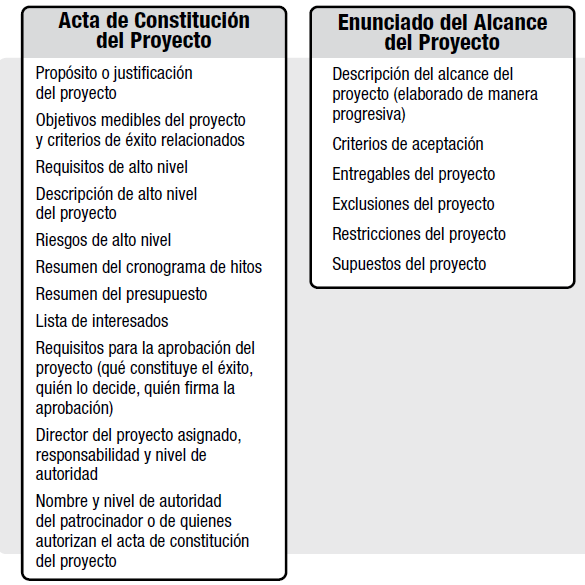 Acta de Constitución
del Proyecto
Propósito o justificación
del proyecto
Objetivos medibles del proyecto
y criterios de éxito relacionados
Requisitos de alto nivel
Descripción de alto nivel
del proyecto
Riesgos de alto nivel
Resumen del cronograma de hitos
Resumen del presupuesto
Lista de interesados
Requisitos para la aprobación del
proyecto (qué constituye el éxito,
quién lo decide, quién firma la
aprobación)
Director del proyecto asignado,
responsabilidad y nivel de
autoridad
Nombre y nivel de autoridad
del patrocinador o de quienes
autorizan el acta de constitución
del proyecto
Enunciado del Alcance
del Proyecto
Descripción del alcance del
proyecto (elaborado de manera
progresiva)
Criterios de aceptación
Entregables del proyecto
Exclusiones del proyecto
Restricciones del proyecto
Supuestos del proyecto